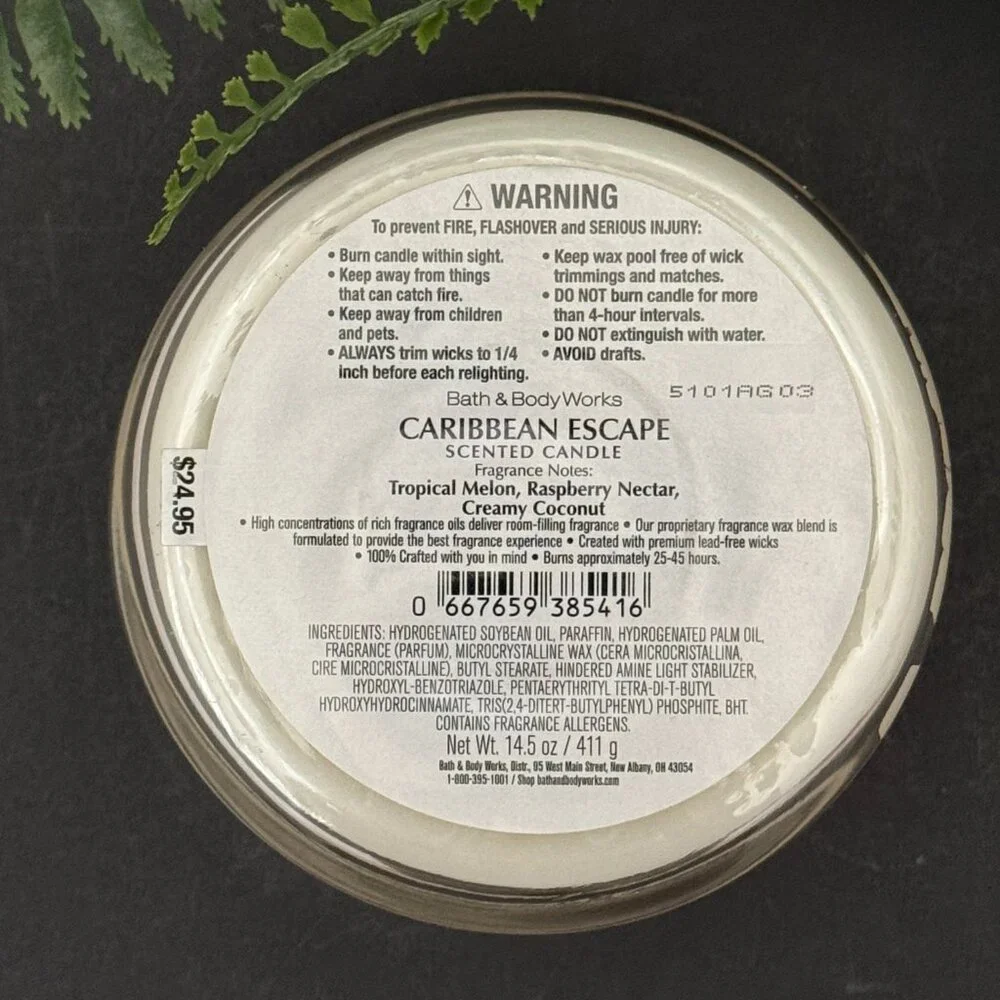 ⚠ WARNING
To prevent FIRE, FLASHOVER and SERIOUS INJURY:
• Burn candle within sight.
• Keep away from things
that can catch fire.
• Keep away from children
and pets.
• ALWAYS trim wicks to 1/4
inch before each relighting.
• Keep wax pool free of wick
trimmings and matches.
• DO NOT burn candle for more
than 4-hour intervals.
• DO NOT extinguish with water.
• AVOID drafts.
5101AG03
Bath & Body Works
CARIBBEAN ESCAPE
SCENTED CANDLE
Fragrance Notes:
Tropical Melon, Raspberry Nectar,
Creamy Coconut
• High concentrations of rich fragrance oils deliver room-filling fragrance • Our proprietary fragrance wax blend is
formulated to provide the best fragrance experience • Created with premium lead-free wicks
• 100% Crafted with you in mind • Burns approximately 25-45 hours.
0 667659 385416
INGREDIENTS: HYDROGENATED SOYBEAN OIL, PARAFFIN, HYDROGENATED PALM OIL,
FRAGRANCE (PARFUM), MICROCRYSTALLINE WAX (CERA MICROCRISTALLINA,
CIRE MICROCRISTALLINE), BUTYL STEARATE, HINDERED AMINE LIGHT STABILIZER,
HYDROXYL-BENZOTRIAZOLE, PENTAERYTHRITYL TETRA-DI-T-BUTYL
HYDROXYHYDROCINNAMATE, TRIS(2,4-DITERT-BUTYLPHENYL) PHOSPHITE, BHT.
CONTAINS FRAGRANCE ALLERGENS.
Net Wt. 14.5 oz / 411 g
Bath & Body Works, Distr., 95 West Main Street, New Albany, OH 43054
1-800-395-1001 / Shop bathandbodyworks.com
$24.95